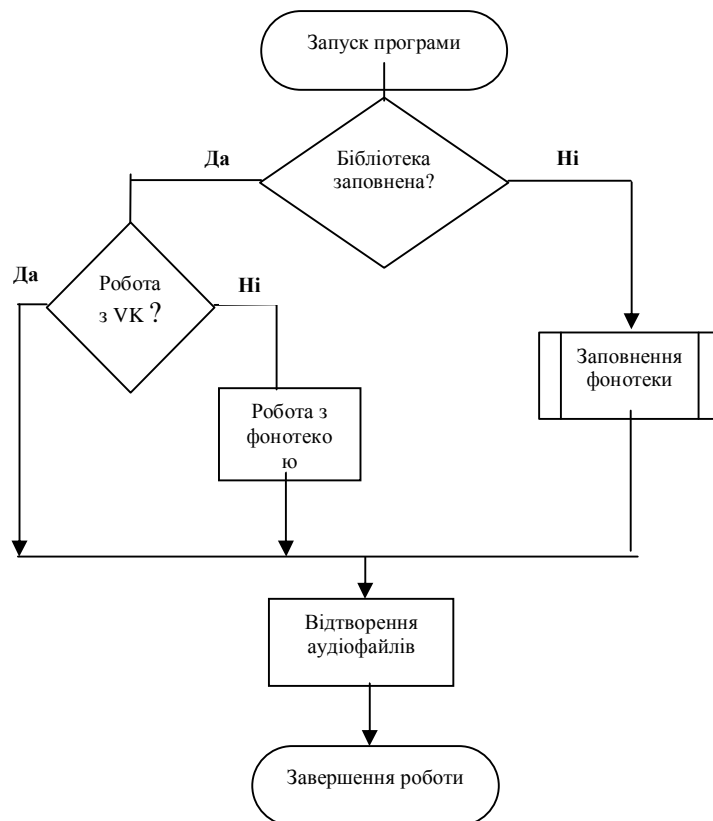 Запуск програми
Да
Бібліотека
заповнена?
Ні
Да
Робота
з VK ?
Ні
Заповнення
фонотеки
Робота з
фонотеко
ю
Відтворення
аудіофайлів
Завершення роботи